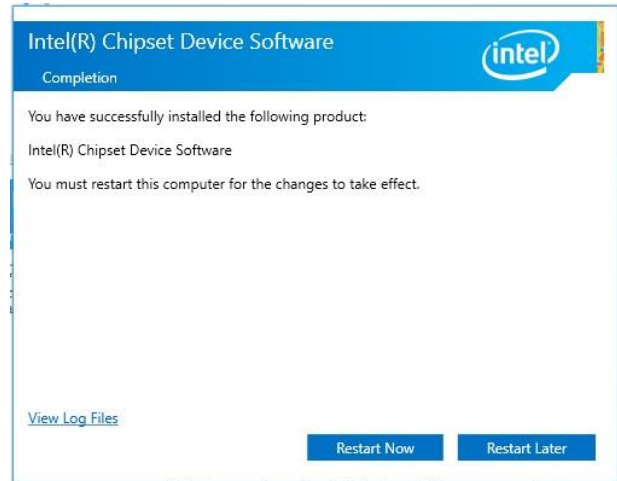 Intel(R) Chipset Device Software
intel
Completion
You have successfully installed the following product:
Intel(R) Chipset Device Software
You must restart this computer for the changes to take effect.
View Log Files
Restart Now
Restart Later